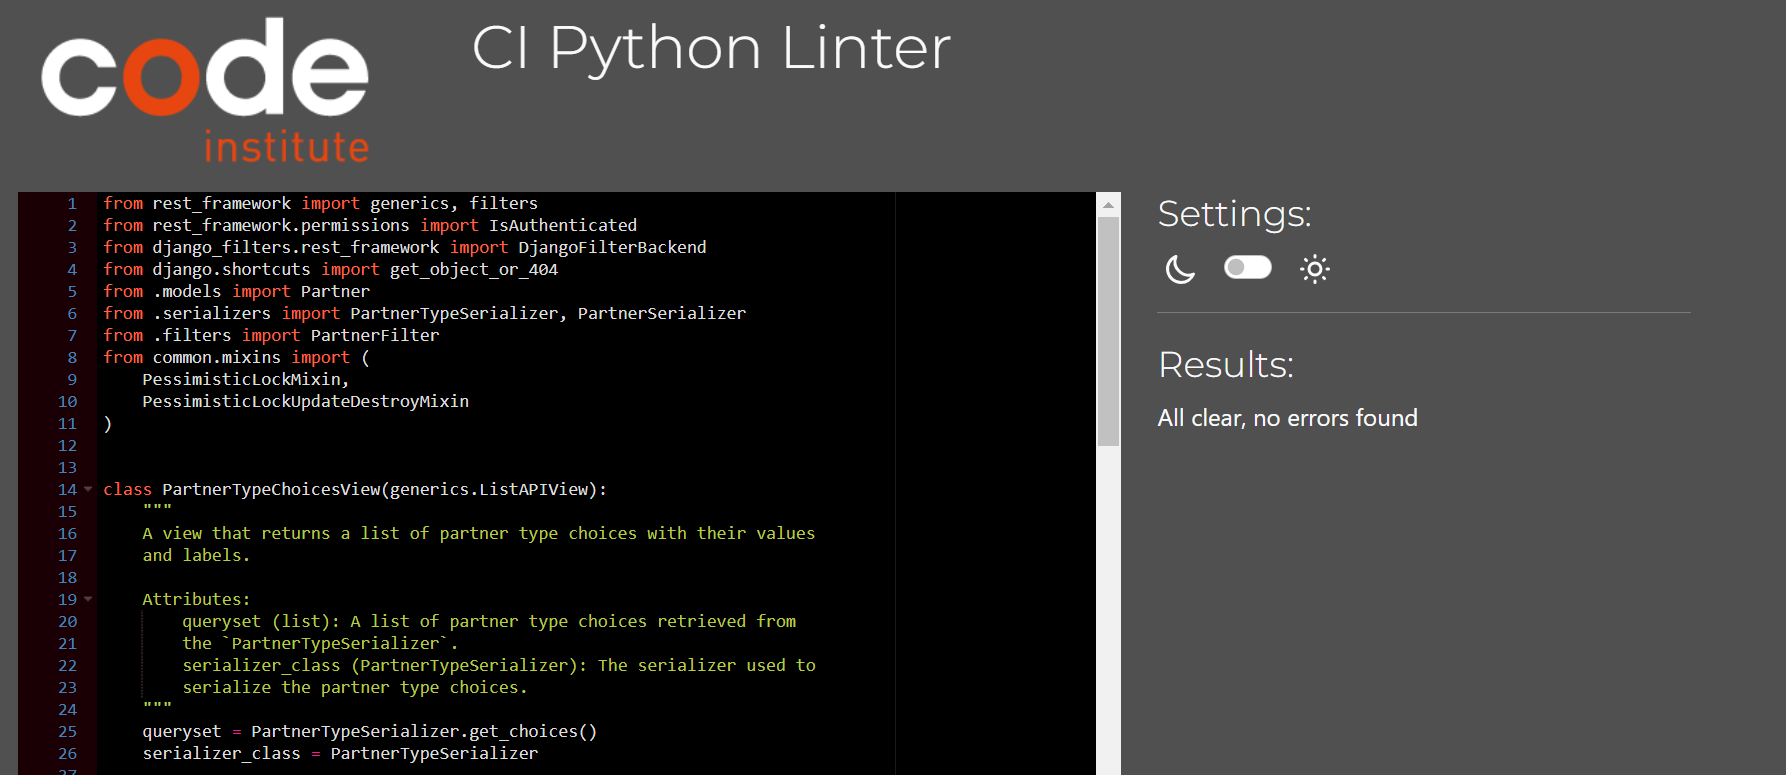 code
institute
CI Python Linter
1 from rest_framework import generics, filters
2 from rest_framework.permissions import IsAuthenticated
3 from django_filters.rest_framework import DjangoFilterBackend
4 from django.shortcuts import get_object_or_404
5 from .models import Partner
6 from .serializers import PartnerTypeSerializer, PartnerSerializer
7 from .filters import PartnerFilter
8 from common.mixins import (
9     PessimisticLockMixin,
10     PessimisticLockUpdateDestroyMixin
11 )
12
13
14 class PartnerTypeChoicesView(generics.ListAPIView):
15     """
16     A view that returns a list of partner type choices with their values
17     and labels.
18
19     Attributes:
20         queryset (list): A list of partner type choices retrieved from
21         the `PartnerTypeSerializer`.
22         serializer_class (PartnerTypeSerializer): The serializer used to
23         serialize the partner type choices.
24     """
25     queryset = PartnerTypeSerializer.get_choices()
26     serializer_class = PartnerTypeSerializer
27
Settings:
Results:
All clear, no errors found